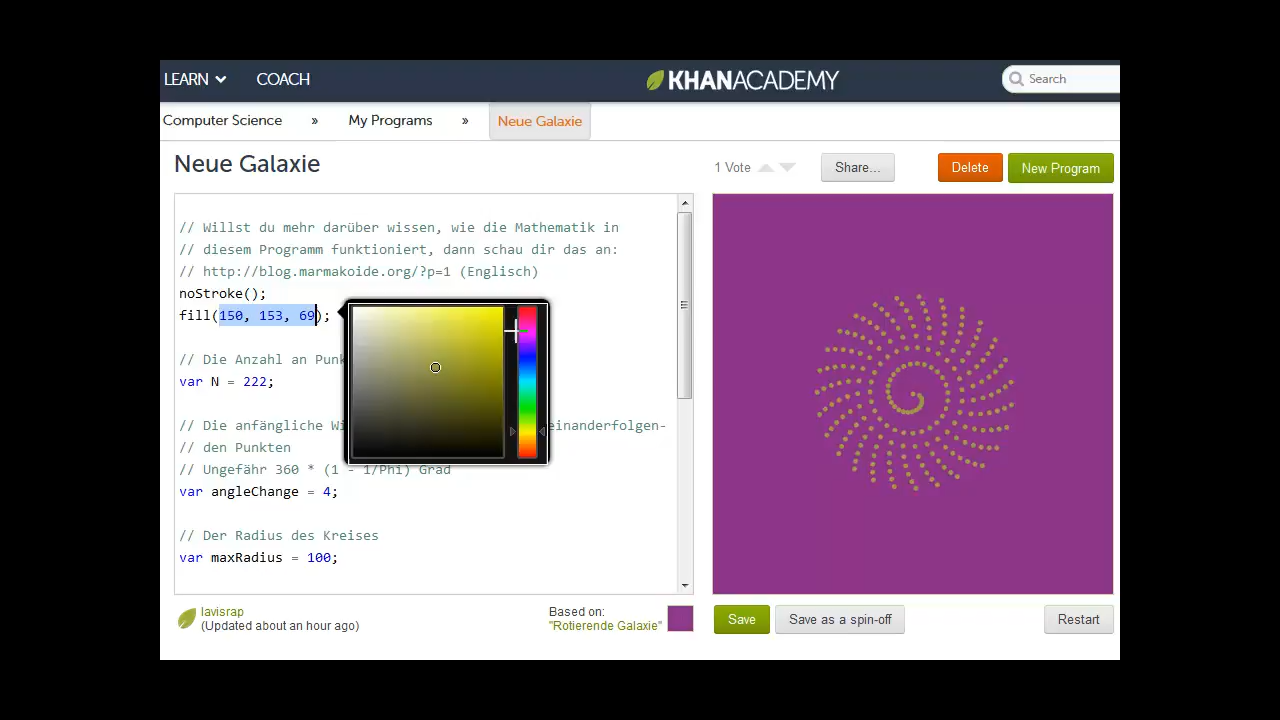 LEARN COACH KHANACADEMY Search
Computer Science » My Programs » Neue Galaxie
Neue Galaxie
1 Vote Share... Delete New Program
// Willst du mehr darüber wissen, wie die Mathematik in
// diesem Programm funktioniert, dann schau dir das an:
// http://blog.marmakoide.org/?p=1 (Englisch)
noStroke();
fill(150, 153, 69);
// Die Anzahl an Punk
var N = 222;
// Die anfängliche Wi einanderfolgen-
// den Punkten
// Ungefähr 360 * (1 - 1/Phi) Grad
var angleChange = 4;
// Der Radius des Kreises
var maxRadius = 100;
lavisrap
(Updated about an hour ago)
Based on:
"Rotierende Galaxie"
Save Save as a spin-off Restart